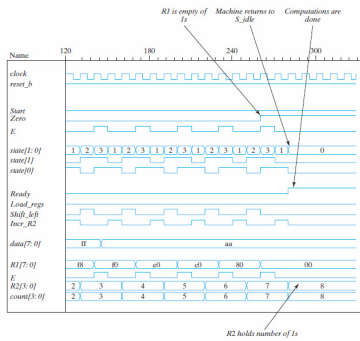 R1 is empty of 1s
Machine returns to S_idle
Computations are done
Name
120 180 240 300
clock
reset_b
Start
Zero
E
state[1: 0] 1 2 3 1 2 3 1 2 3 1 2 3 1 2 3 1 0
state[1]
state[0]
Ready
Load_regs
Shift_left
Incr_R2
data[7: 0] ff aa
R1[7: 0] f8 f0 e0 c0 80 00
E
R2[3: 0] 2 3 4 5 6 7 8
count[3: 0] 2 3 4 5 6 7 8
R2 holds number of 1s